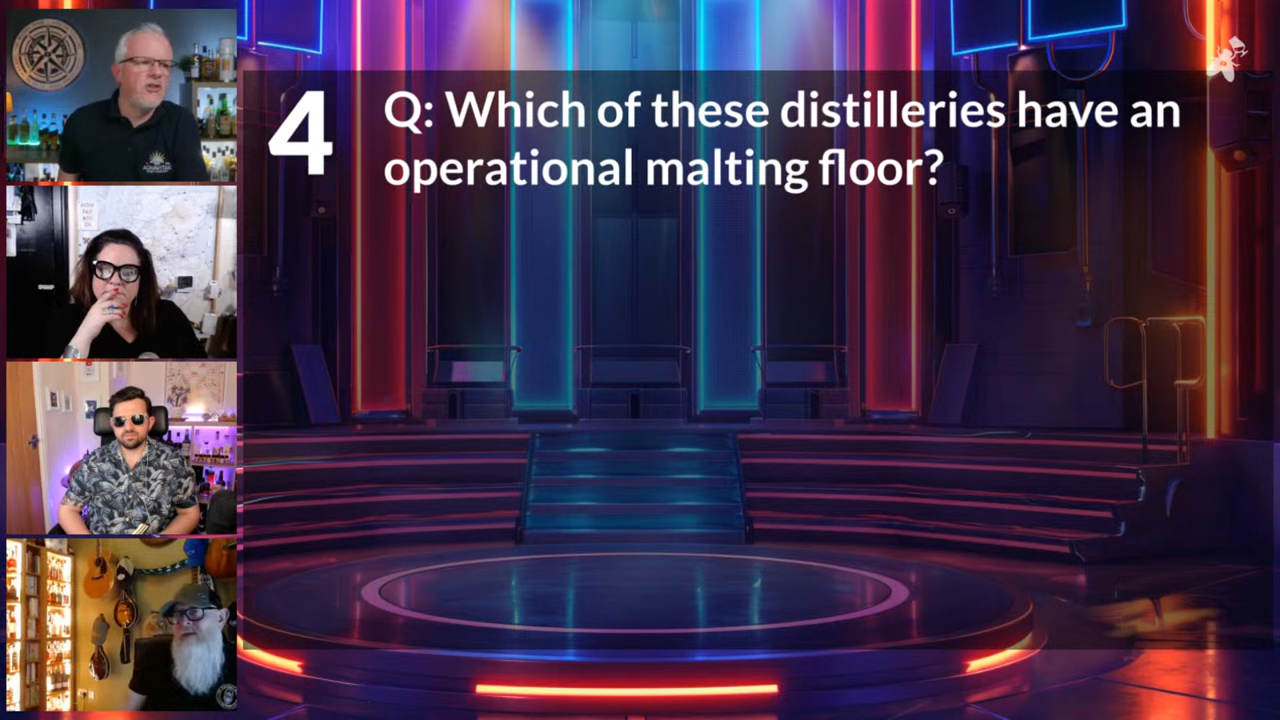 4
Q: Which of these distilleries have an
operational malting floor?